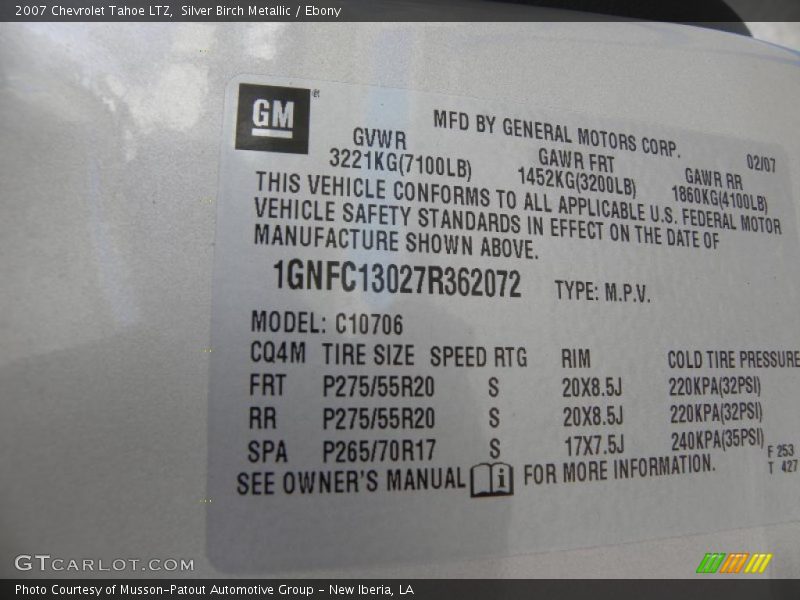 2007 Chevrolet Tahoe LTZ, Silver Birch Metallic / Ebony
GM
MFD BY GENERAL MOTORS CORP.
02/07
GVWR GAWR FRT GAWR RR
3221KG(7100LB) 1452KG(3200LB) 1860KG(4100LB)
THIS VEHICLE CONFORMS TO ALL APPLICABLE U.S. FEDERAL MOTOR
VEHICLE SAFETY STANDARDS IN EFFECT ON THE DATE OF
MANUFACTURE SHOWN ABOVE.
1GNFC13027R362072 TYPE: M.P.V.
MODEL: C10706
CQ4M TIRE SIZE SPEED RTG RIM COLD TIRE PRESSURE
FRT P275/55R20 S 20X8.5J 220KPA(32PSI)
RR P275/55R20 S 20X8.5J 220KPA(32PSI)
SPA P265/70R17 S 17X7.5J 240KPA(35PSI)
F 253
T 427
SEE OWNER'S MANUAL i FOR MORE INFORMATION.
GTCARLOT.COM
Photo Courtesy of Musson-Patout Automotive Group - New Iberia, LA